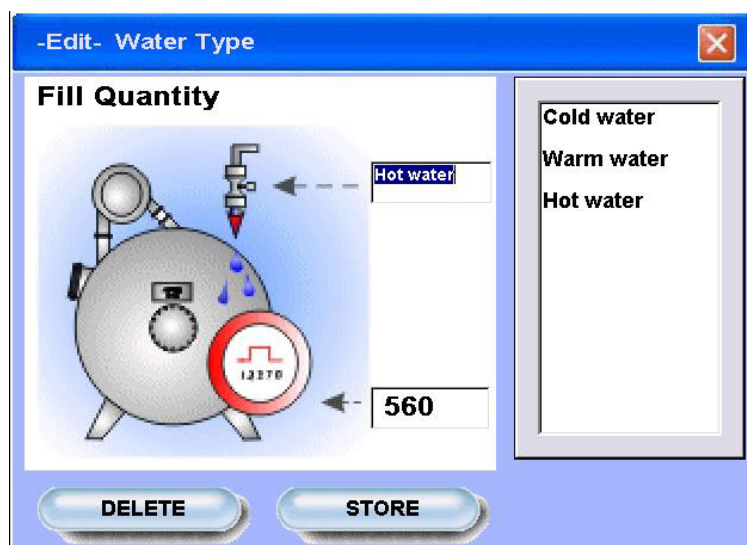 -Edit- Water Type
Fill Quantity
Hot water
560
Cold water
Warm water
Hot water
DELETE
STORE